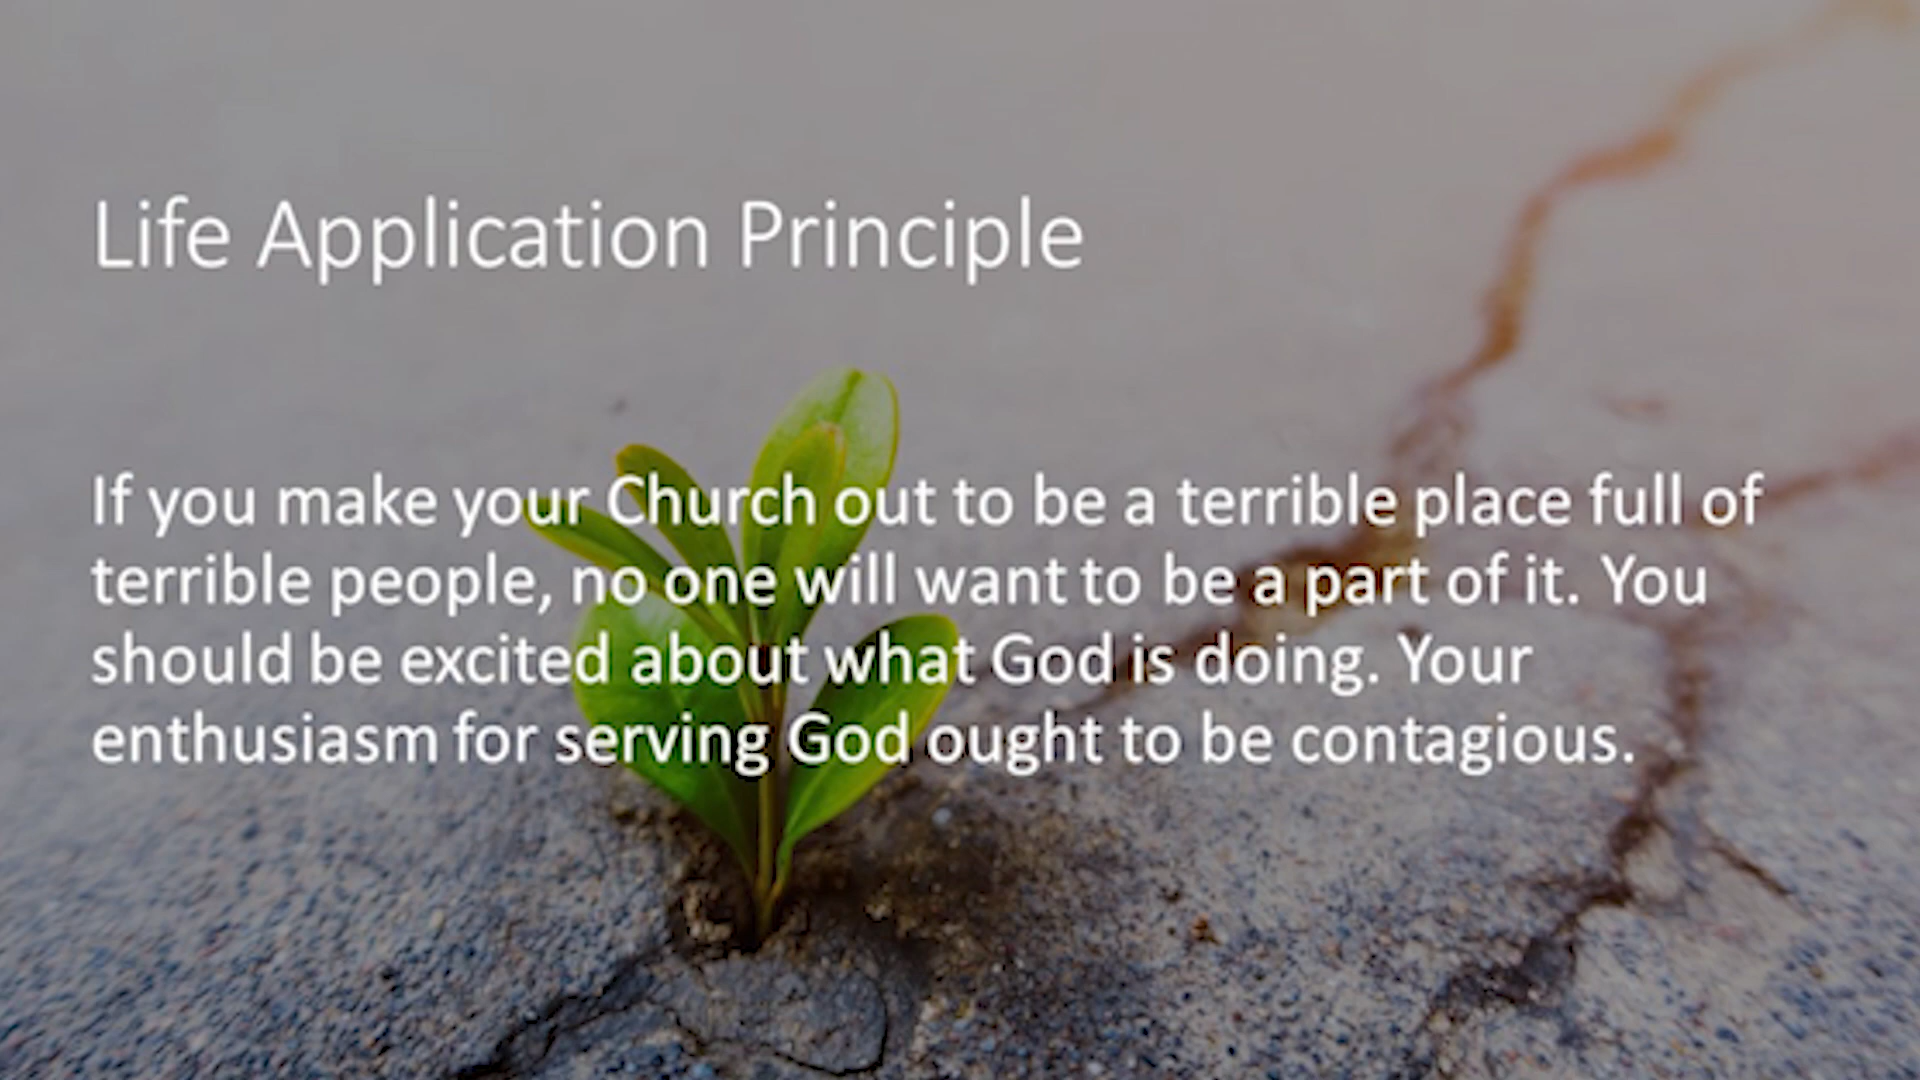 Life Application Principle
If you make your Church out to be a terrible place full of
terrible people, no one will want to be a part of it. You
should be excited about what God is doing. Your
enthusiasm for serving God ought to be contagious.